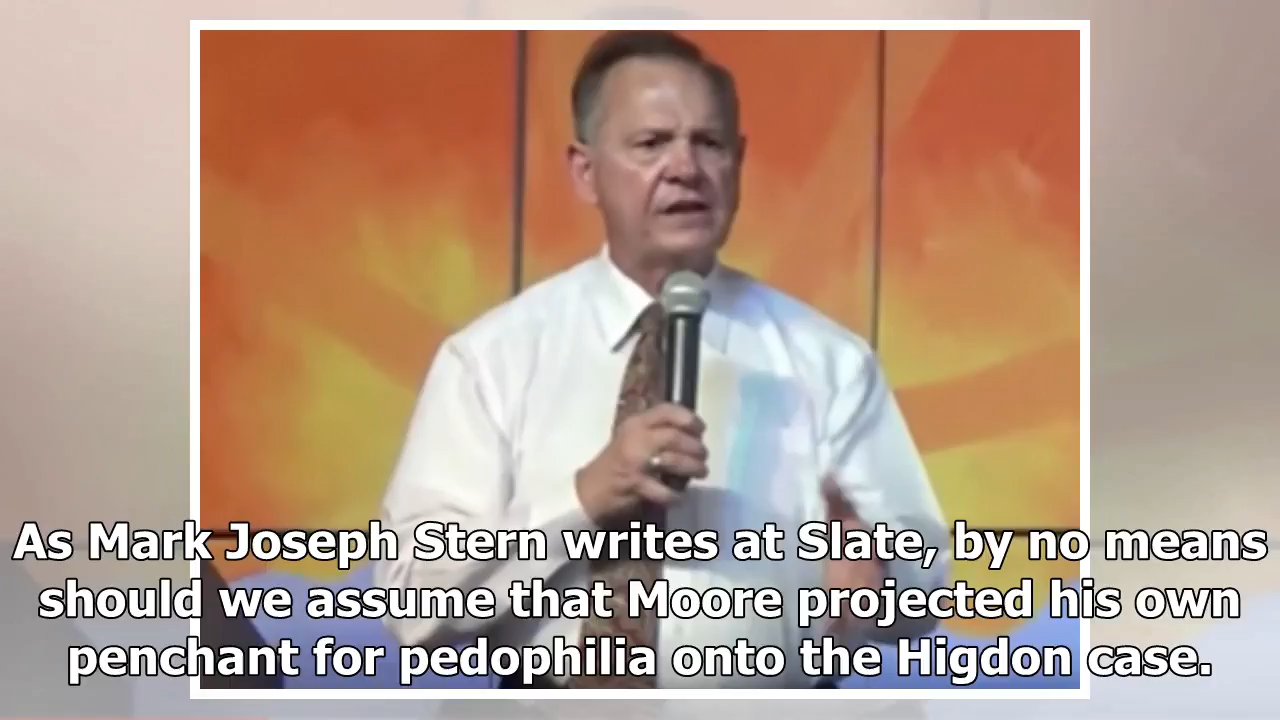 As Mark Joseph Stern writes at Slate, by no means
should we assume that Moore projected his own
penchant for pedophilia onto the Higdon case.